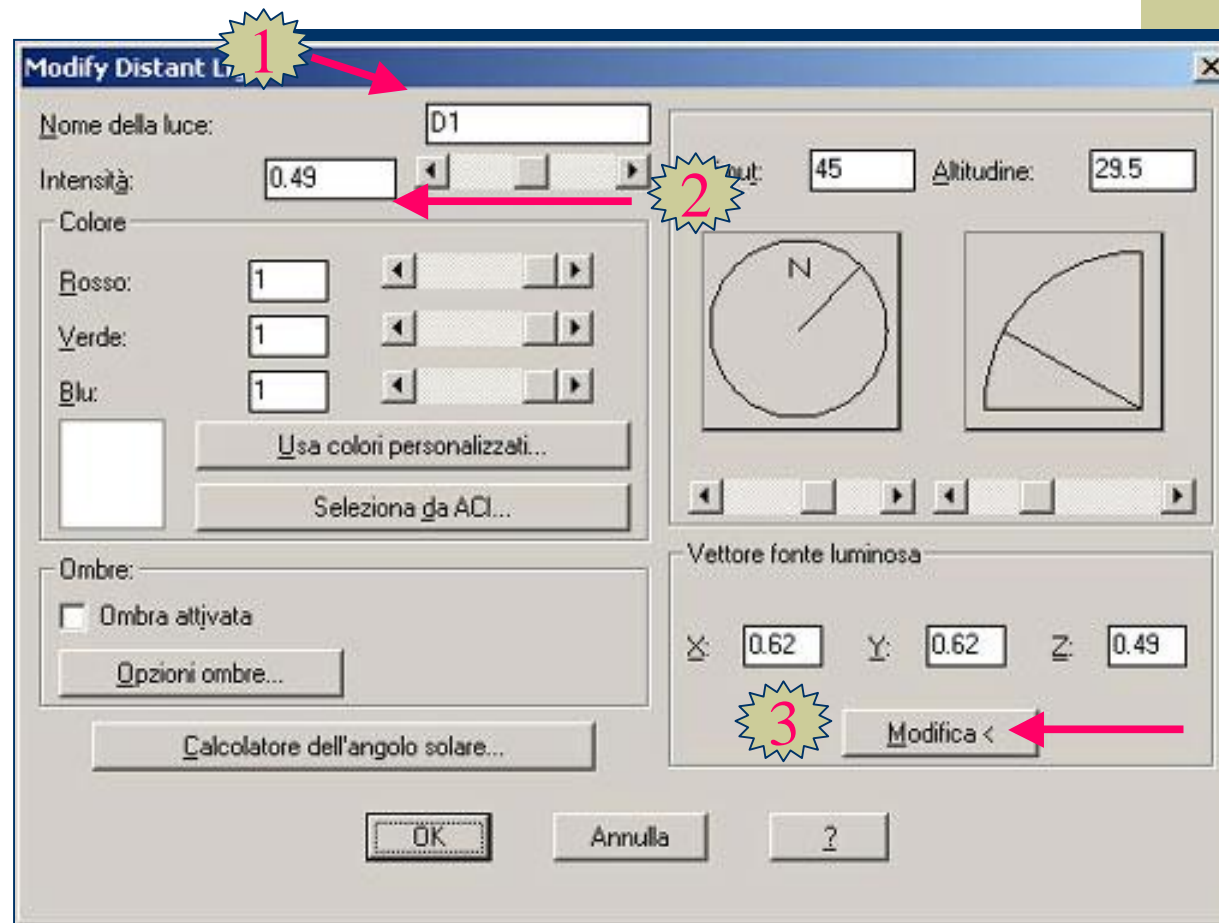 Modify Distant
1
Nome della luce: D1
Intensità: 0.49
2
Colore
Rosso: 1
Verde: 1
Blu: 1
Usa colori personalizzati...
Seleziona da ACI...
Ombre:
Ombra attivata
Opzioni ombre...
Calcolatore dell'angolo solare...
45 Altitudine: 29.5
N
Vettore fonte luminosa
X: 0.62 Y: 0.62 Z: 0.49
3
Modifica <
OK Annulla ?